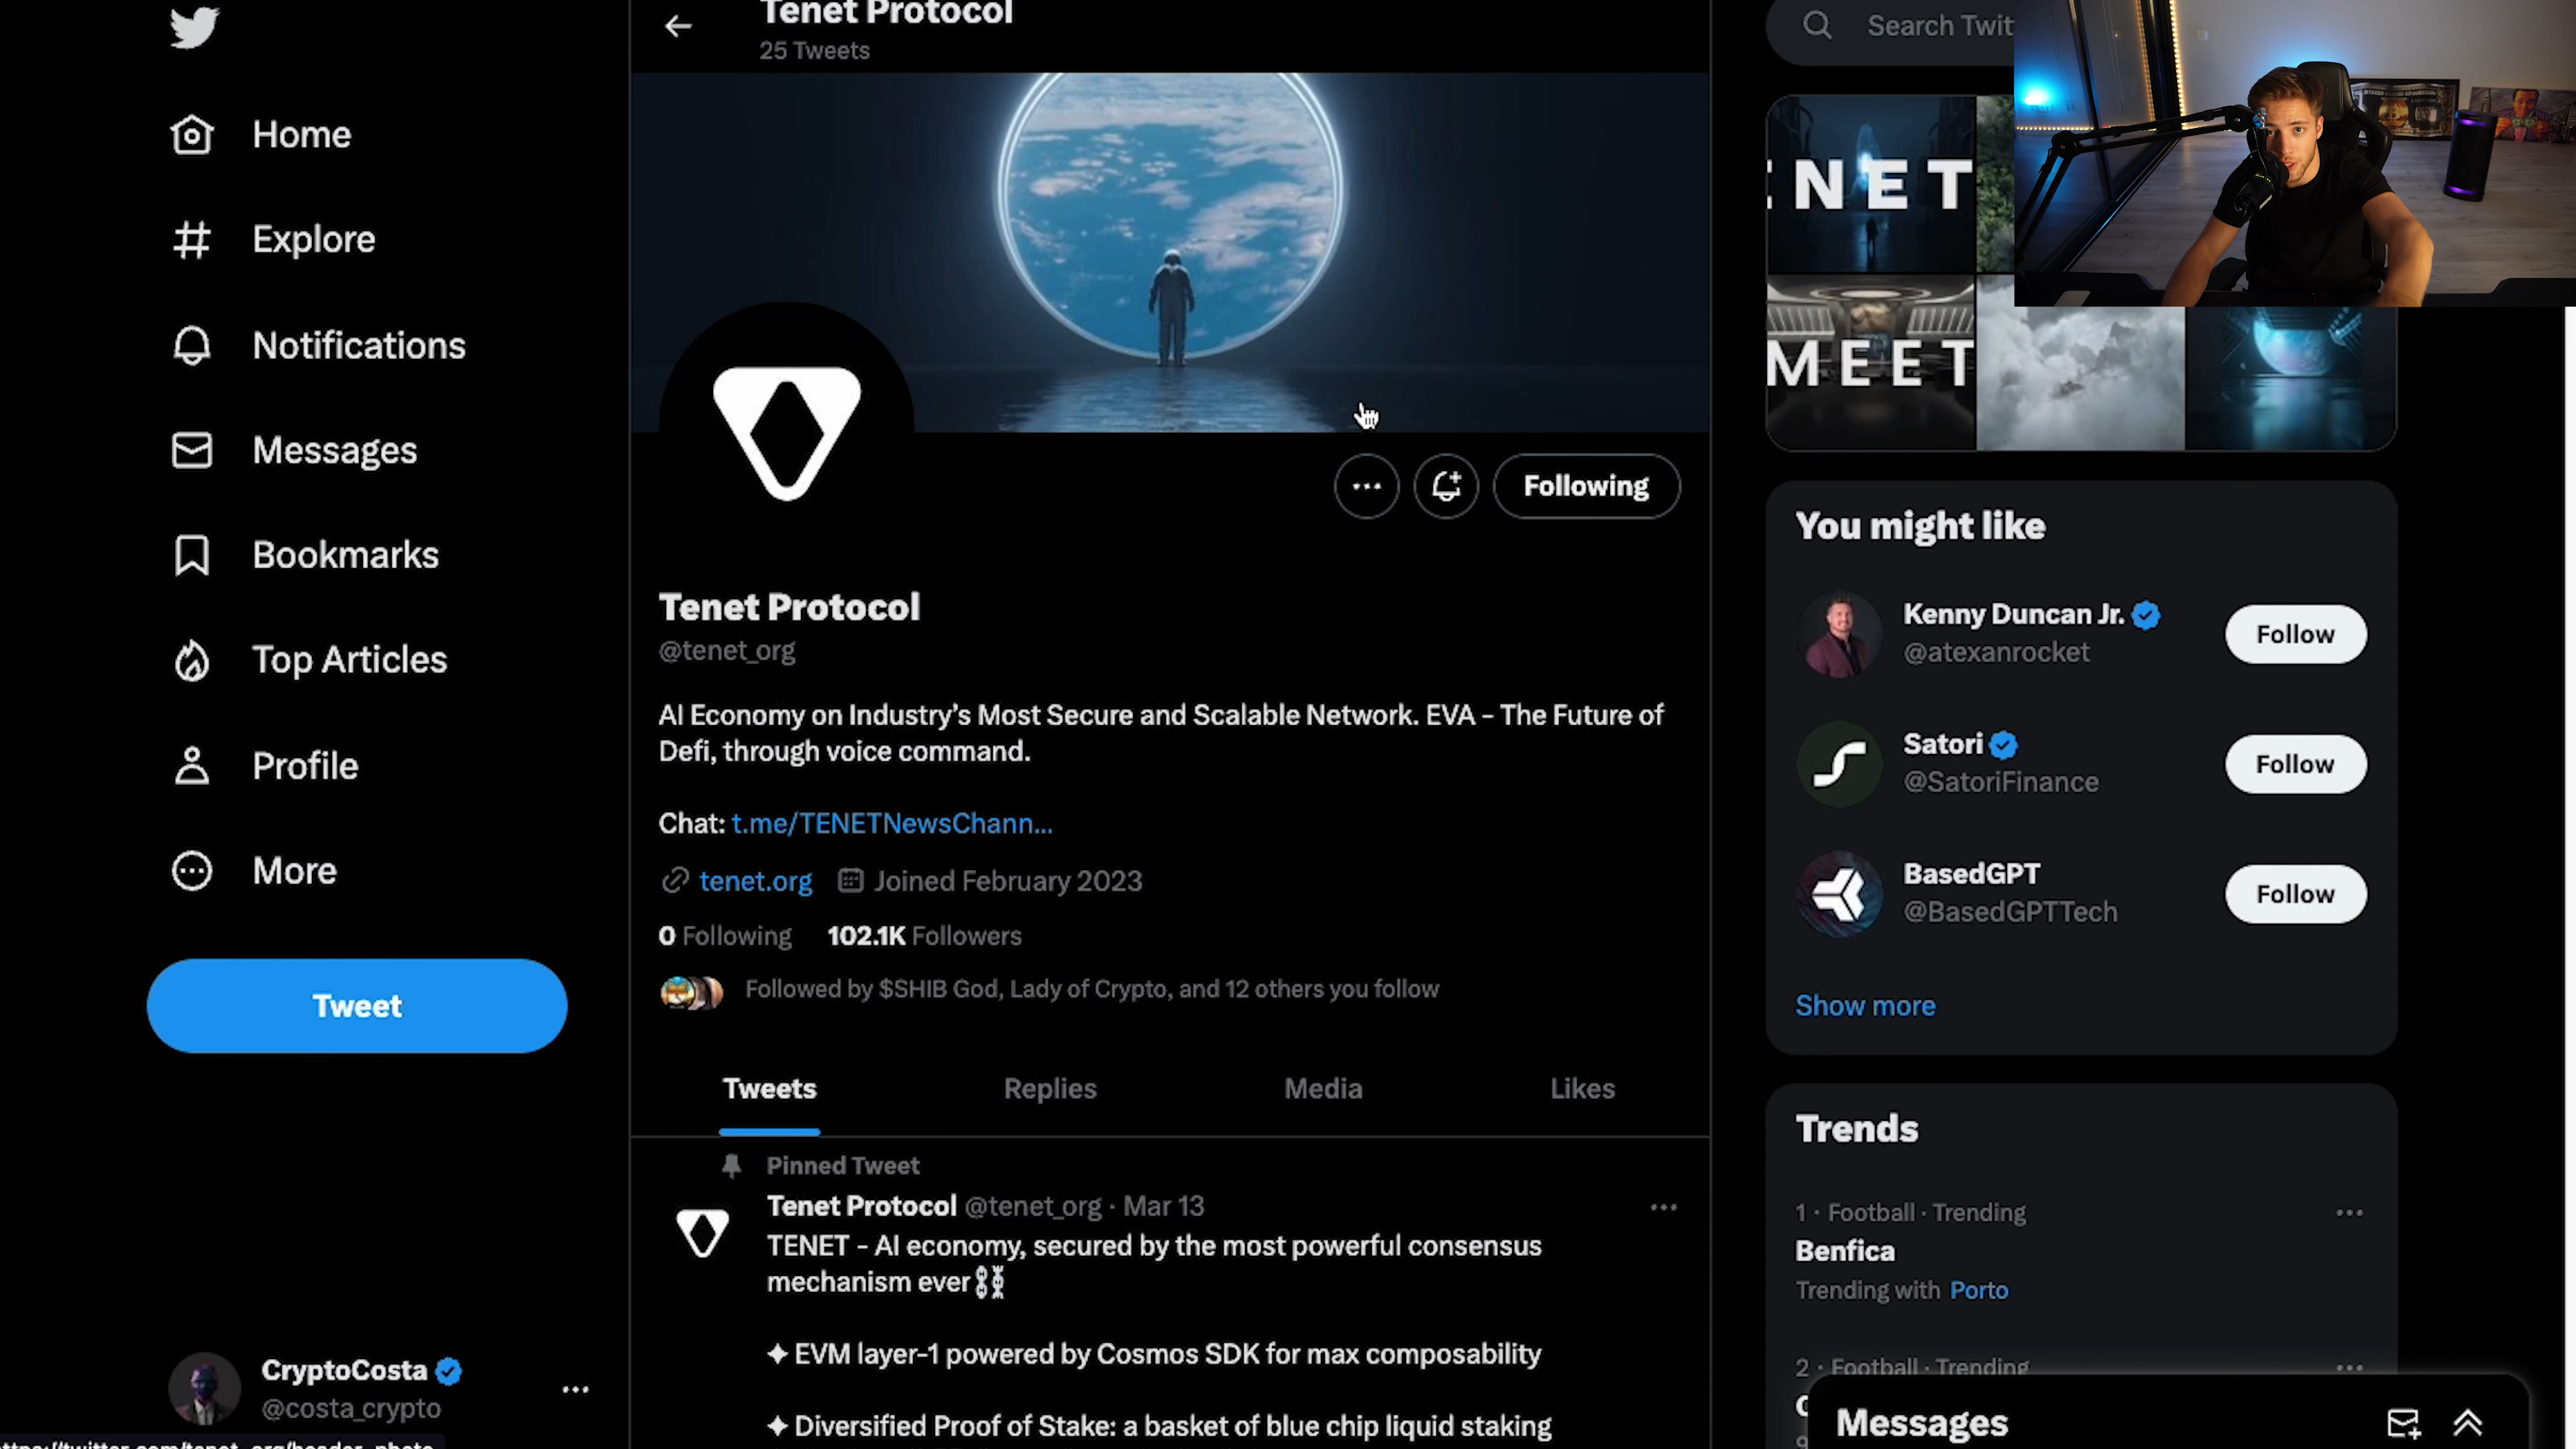 Tenet Protocol
25 Tweets
Search Twit
Home
Explore
Notifications
Messages
Bookmarks
Top Articles
Profile
More
Tweet
CryptoCosta
@costa_crypto
Following
Tenet Protocol
@tenet_org
AI Economy on Industry's Most Secure and Scalable Network. EVA - The Future of
Defi, through voice command.
Chat: t.me/TENETNewsChann...
tenet.org Joined February 2023
0 Following 102.1K Followers
Followed by $SHIB God, Lady of Crypto, and 12 others you follow
Tweets Replies Media Likes
Pinned Tweet
Tenet Protocol @tenet_org · Mar 13
TENET - AI economy, secured by the most powerful consensus
mechanism ever
EVM layer-1 powered by Cosmos SDK for max composability
Diversified Proof of Stake: a basket of blue chip liquid staking
ENET
MEET
You might like
Kenny Duncan Jr.
@atexanrocket
Follow
Satori
@SatoriFinance
Follow
BasedGPT
@BasedGPTTech
Follow
Show more
Trends
1 · Football · Trending
Benfica
Trending with Porto
2 · Football · Trending
Messages